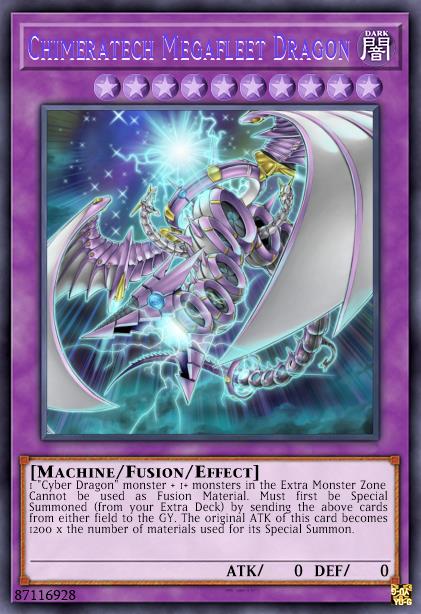 Chimeratech Megafleet Dragon
DARK
闇
[Machine/Fusion/Effect]
1 "Cyber Dragon" monster + 1+ monsters in the Extra Monster Zone
Cannot be used as Fusion Material. Must first be Special
Summoned (from your Extra Deck) by sending the above cards
from either field to the GY. The original ATK of this card becomes
1200 x the number of materials used for its Special Summon.
ATK/ 0 DEF/ 0
87116928